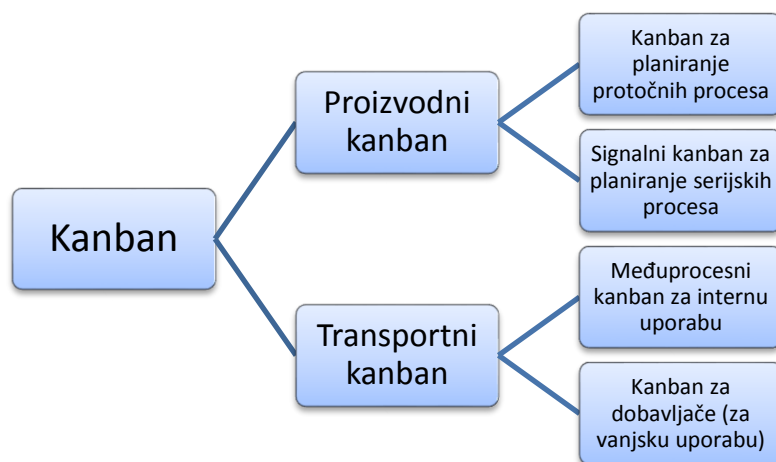 Kanban
Proizvodni
kanban
Kanban za
planiranje
protočnih procesa
Signalni kanban za
planiranje serijskih
procesa
Transportni
kanban
Međuprocesni
kanban za internu
uporabu
Kanban za
dobavljače (za
vanjsku uporabu)